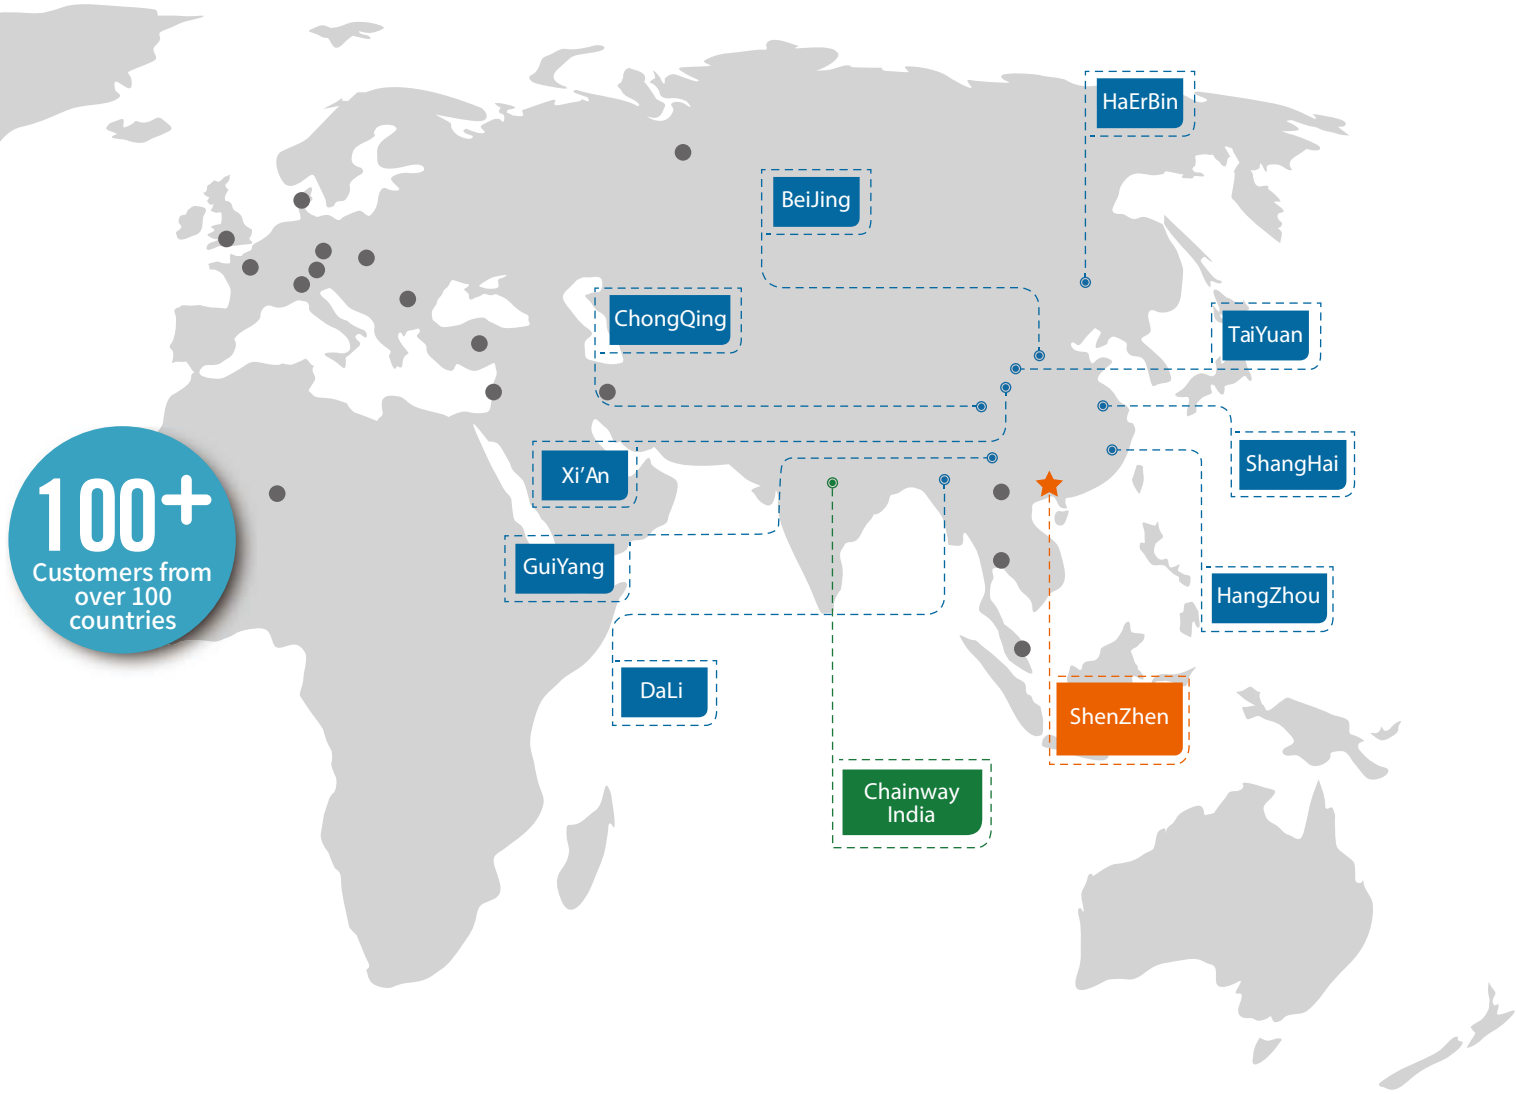 HaErBin
BeiJing
ChongQing
TaiYuan
ShangHai
Xi’An
100+
Customers from
over 100
countries
GuiYang
HangZhou
DaLi
ShenZhen
Chainway
India